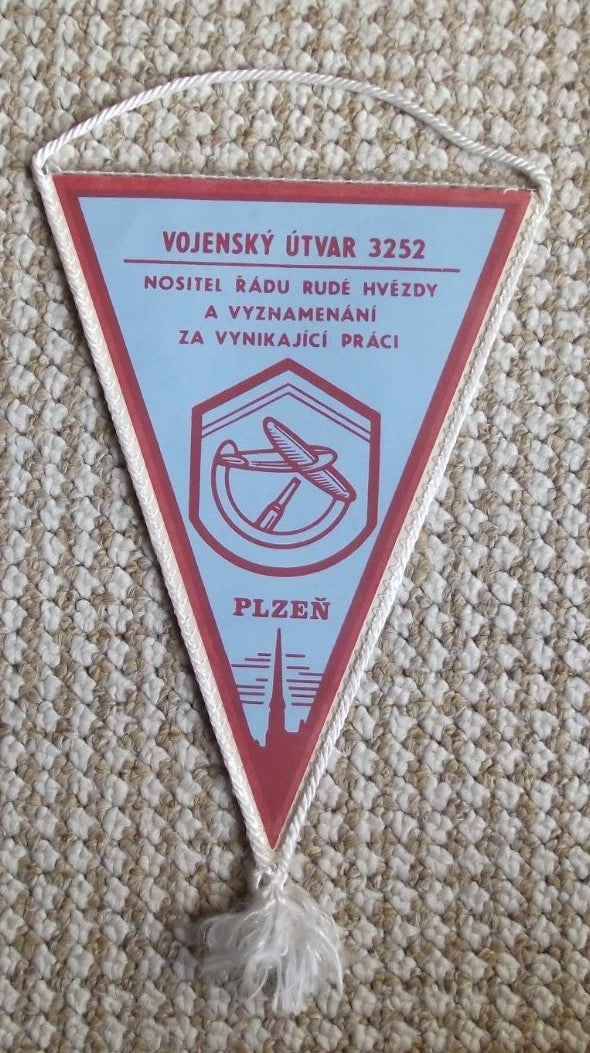 VOJENSKÝ ÚTVAR 3252
NOSITEL ŘÁDU RUDÉ HVĚZDY
A VYZNAMENÁNÍ
ZA VYNIKAJÍCÍ PRÁCI
PLZEŇ